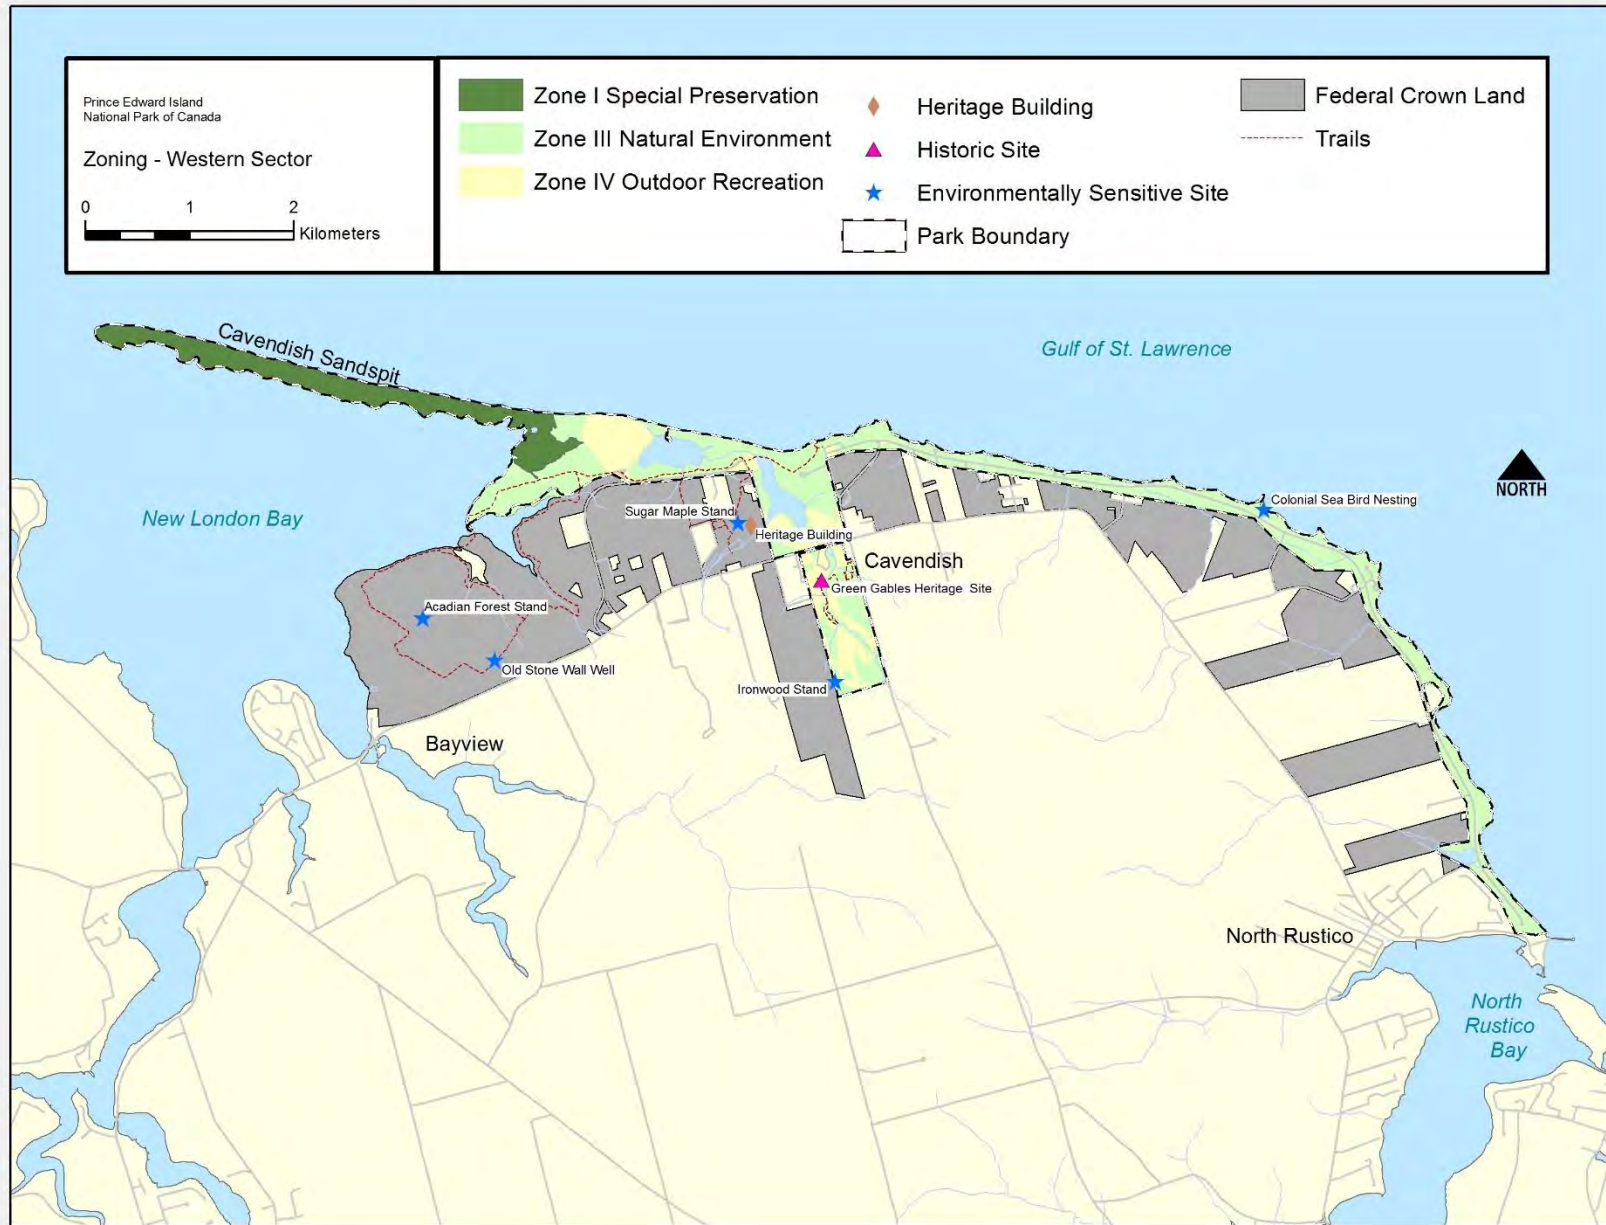 Prince Edward Island
National Park of Canada
Zoning - Western Sector
0 1 2
Kilometers
Zone I Special Preservation
Zone III Natural Environment
Zone IV Outdoor Recreation
Heritage Building
Historic Site
Environmentally Sensitive Site
Park Boundary
Federal Crown Land
Trails
Cavendish Sandspit
Gulf of St. Lawrence
NORTH
Colonial Sea Bird Nesting
New London Bay
Sugar Maple Stand
Heritage Building
Cavendish
Green Gables Heritage Site
Acadian Forest Stand
Old Stone Wall Well
Ironwood Stand
Bayview
North Rustico
North
Rustico
Bay